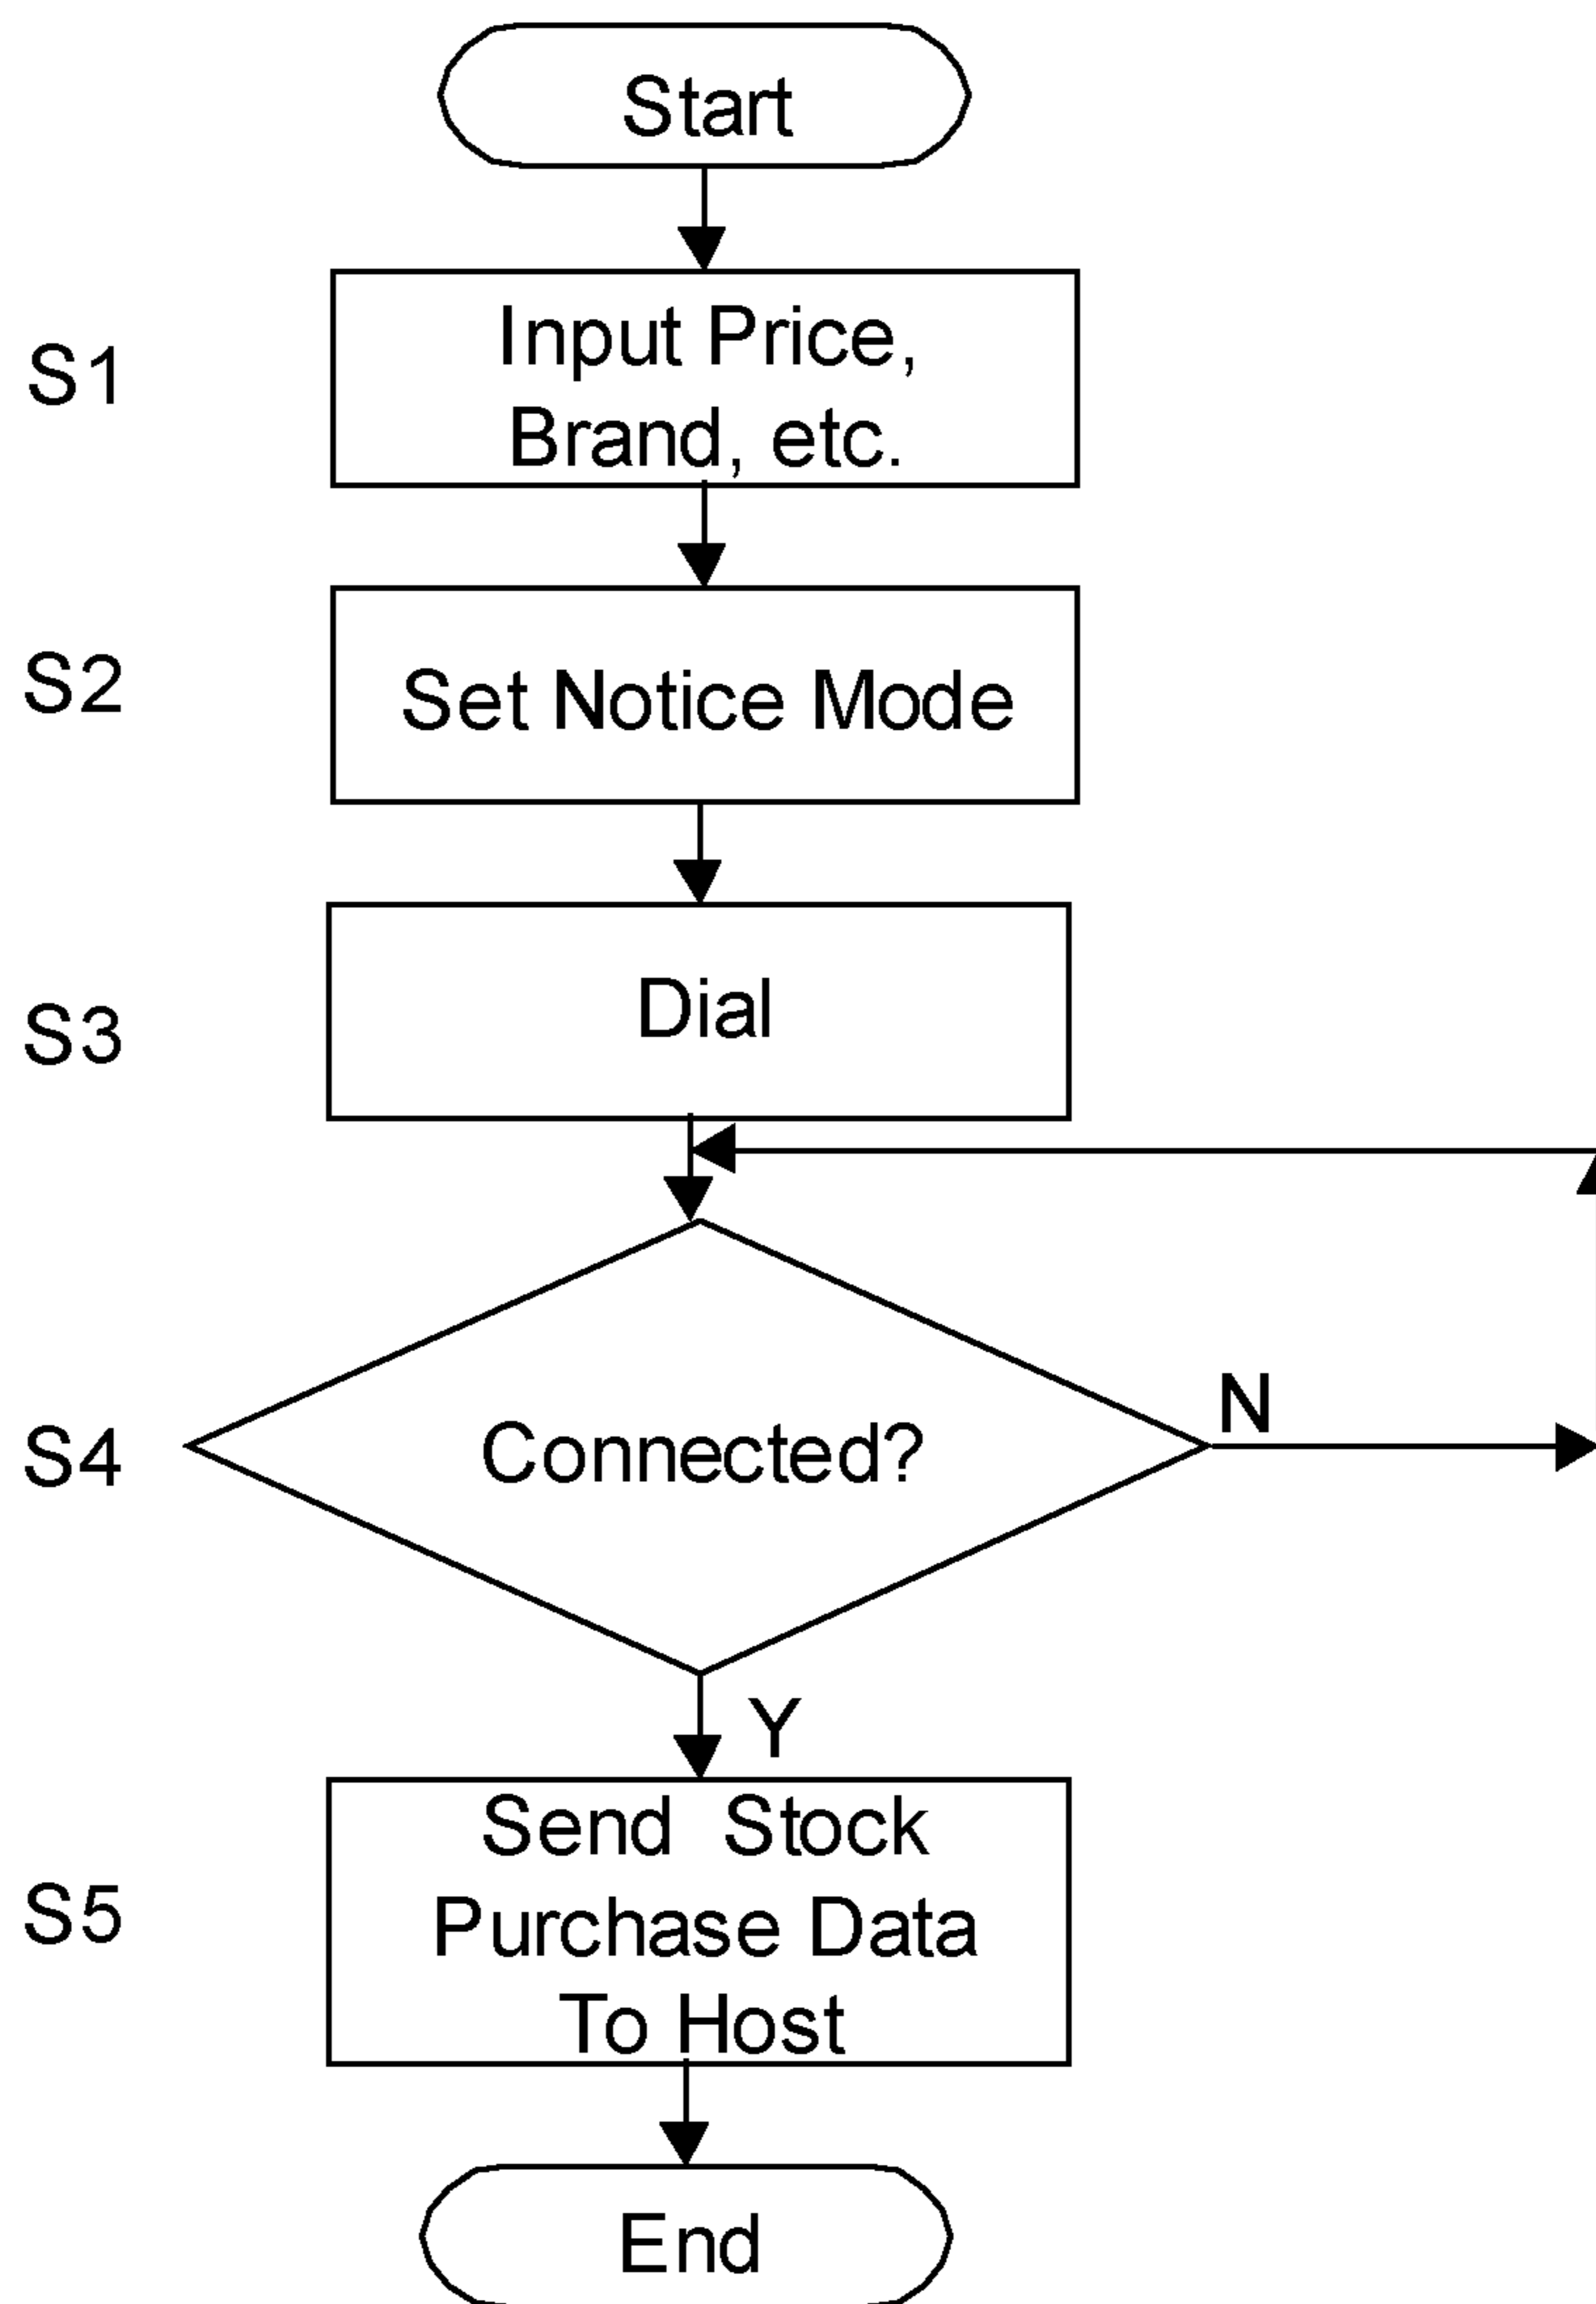 Start
S1
Input Price,
Brand, etc.
S2
Set Notice Mode
S3
Dial
S4
Connected?
N
Y
S5
Send Stock
Purchase Data
To Host
End